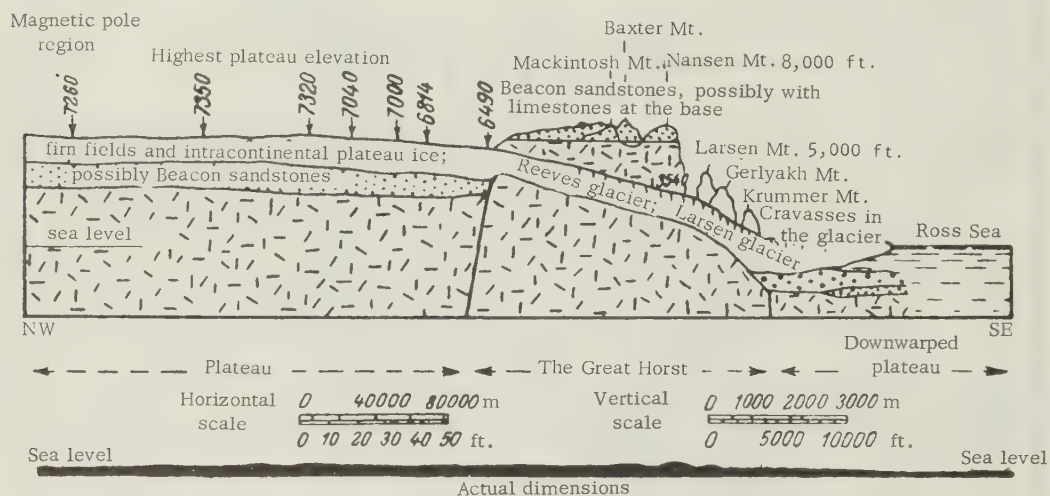 Baxter Mt.
Magnetic pole
region
Highest plateau elevation
Mackintosh Mt.
Nansen Mt. 8,000 ft.
7260
7350
7320
7040
7000
6814
6490
Beacon sandstones, possibly with
limestones at the base
firn fields and intracontinental plateau ice;
possibly Beacon sandstones
Reeves glacier; Larsen glacier
3540
Larsen Mt. 5,000 ft.
Gerlyakh Mt.
Krummer Mt.
Cravasses in
the glacier
Ross Sea
sea level
NW
SE
Plateau
The Great Horst
Downwarped
plateau
Horizontal
scale
0 40000 80000 m
0 10 20 30 40 50 ft.
Vertical
scale
0 1000 2000 3000 m
0 5000 10000 ft.
Sea level
Sea level
Actual dimensions